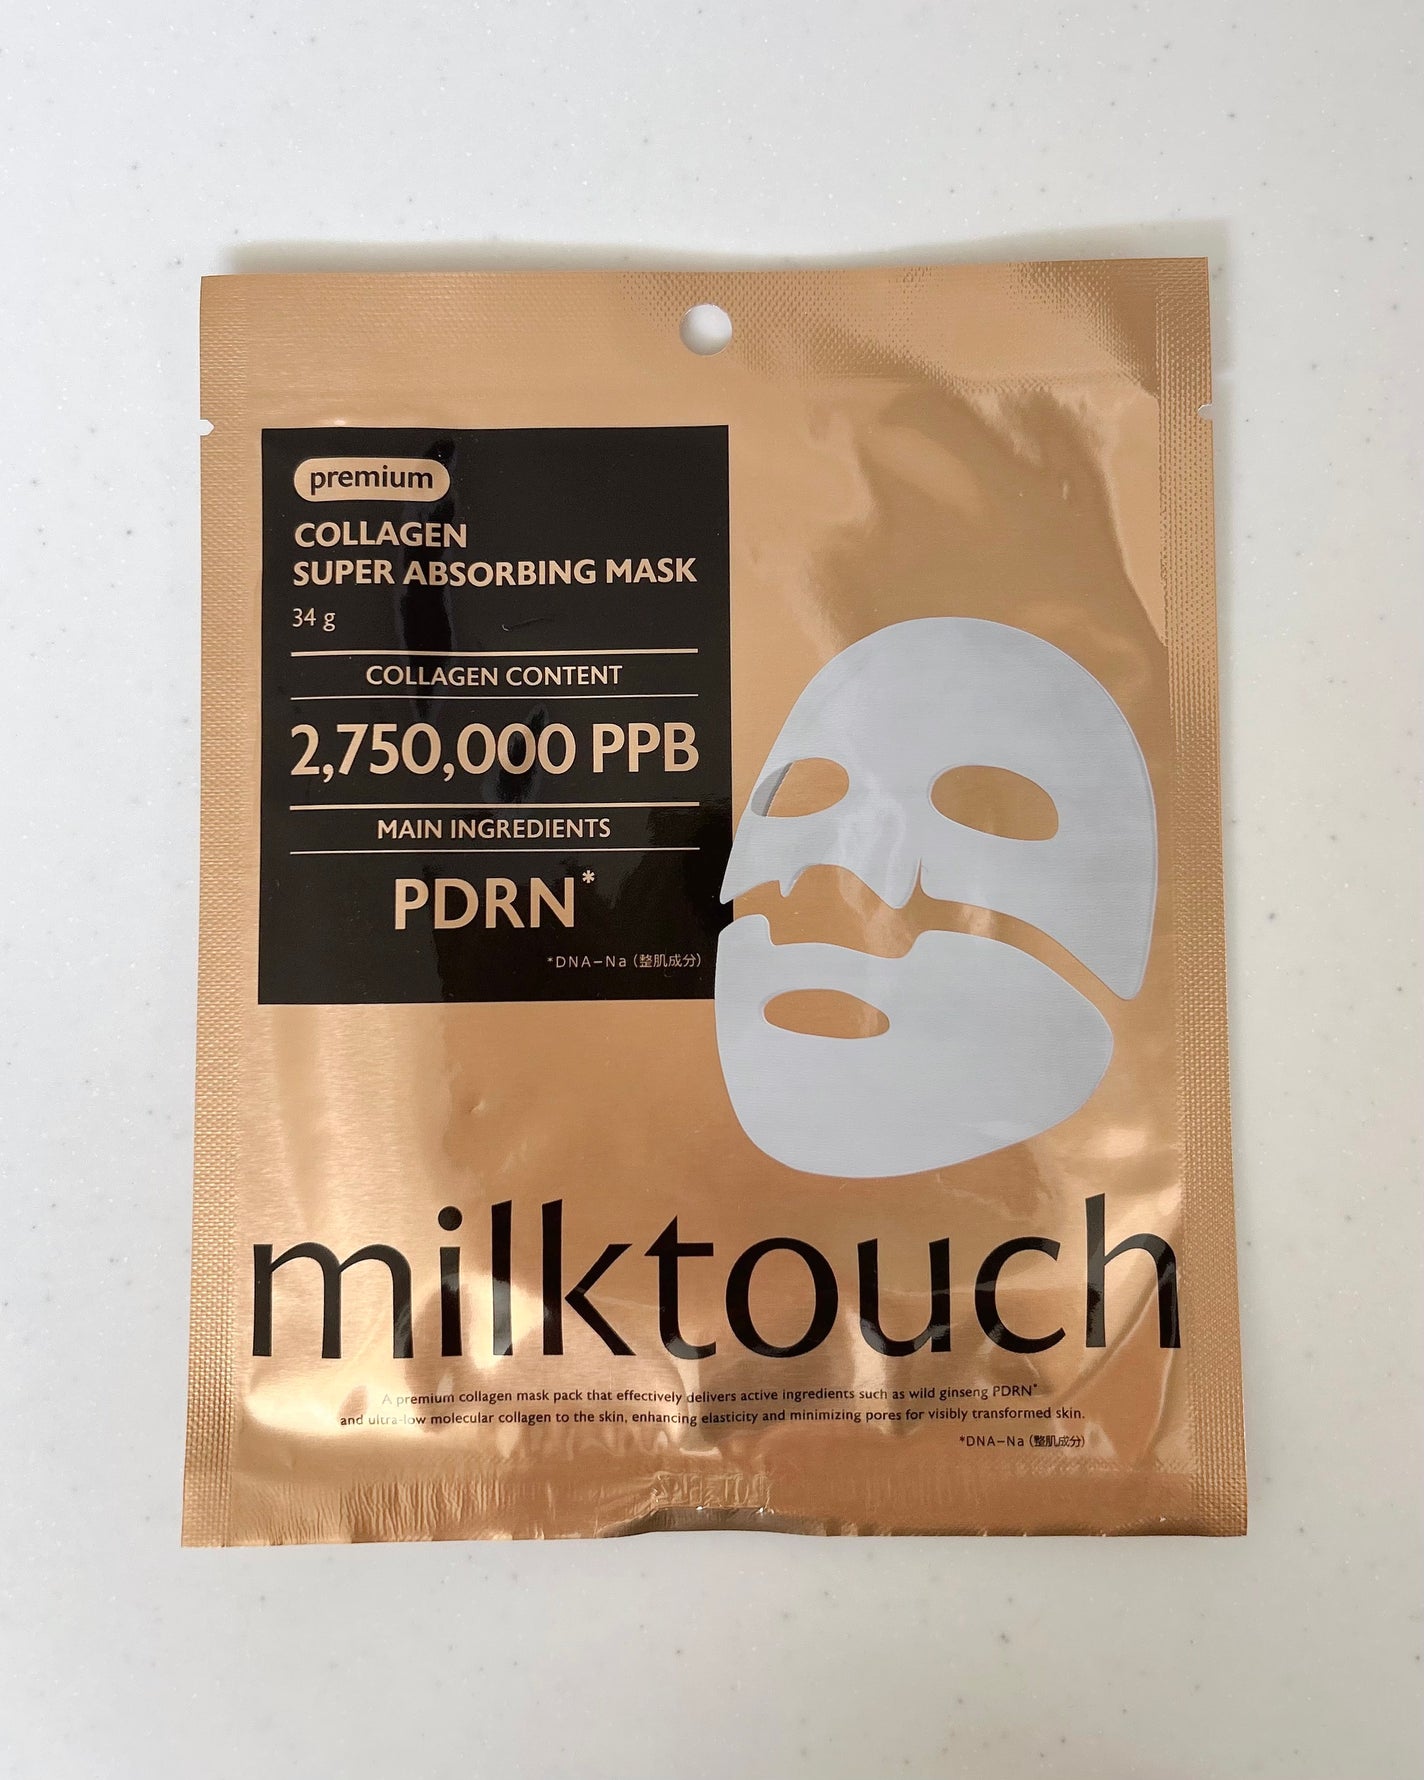 premium
COLLAGEN
SUPER ABSORBING MASK
34 g
COLLAGEN CONTENT
2,750,000 PPB
MAIN INGREDIENTS
PDRN*
*DNA–Na (整肌成分)
milktouch
A premium collagen mask pack that effectively delivers active ingredients such as wild ginseng PDRN*
and ultra-low molecular collagen to the skin, enhancing elasticity and minimizing pores for visibly transformed skin.
*DNA–Na (整肌成分)